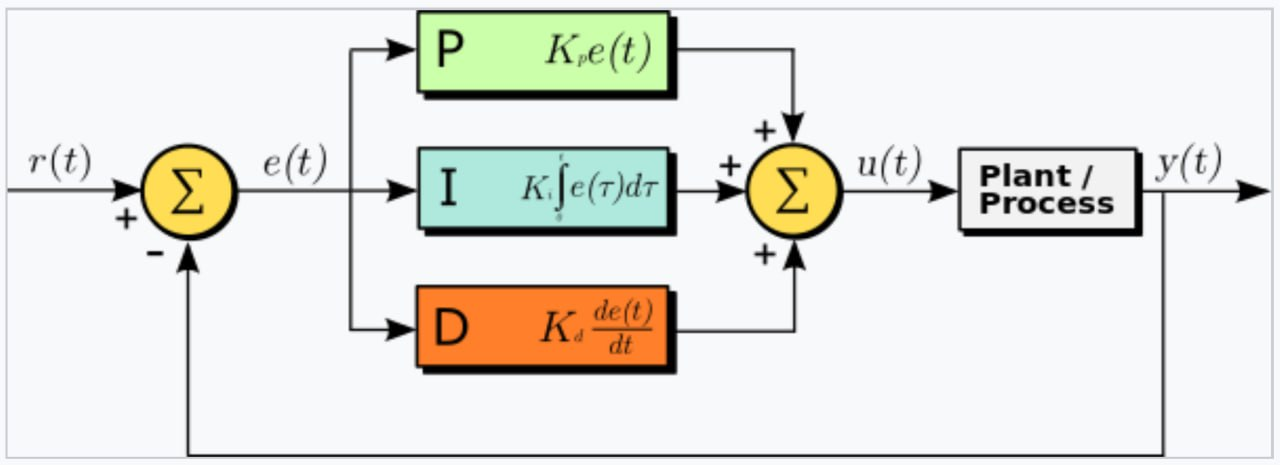 P K_p e(t)
r(t)
+
-
Σ
e(t)
I K_i ∫_0^t e(τ)dτ
D K_d de(t)/dt
+
+
+
Σ
u(t)
Plant /
Process
y(t)